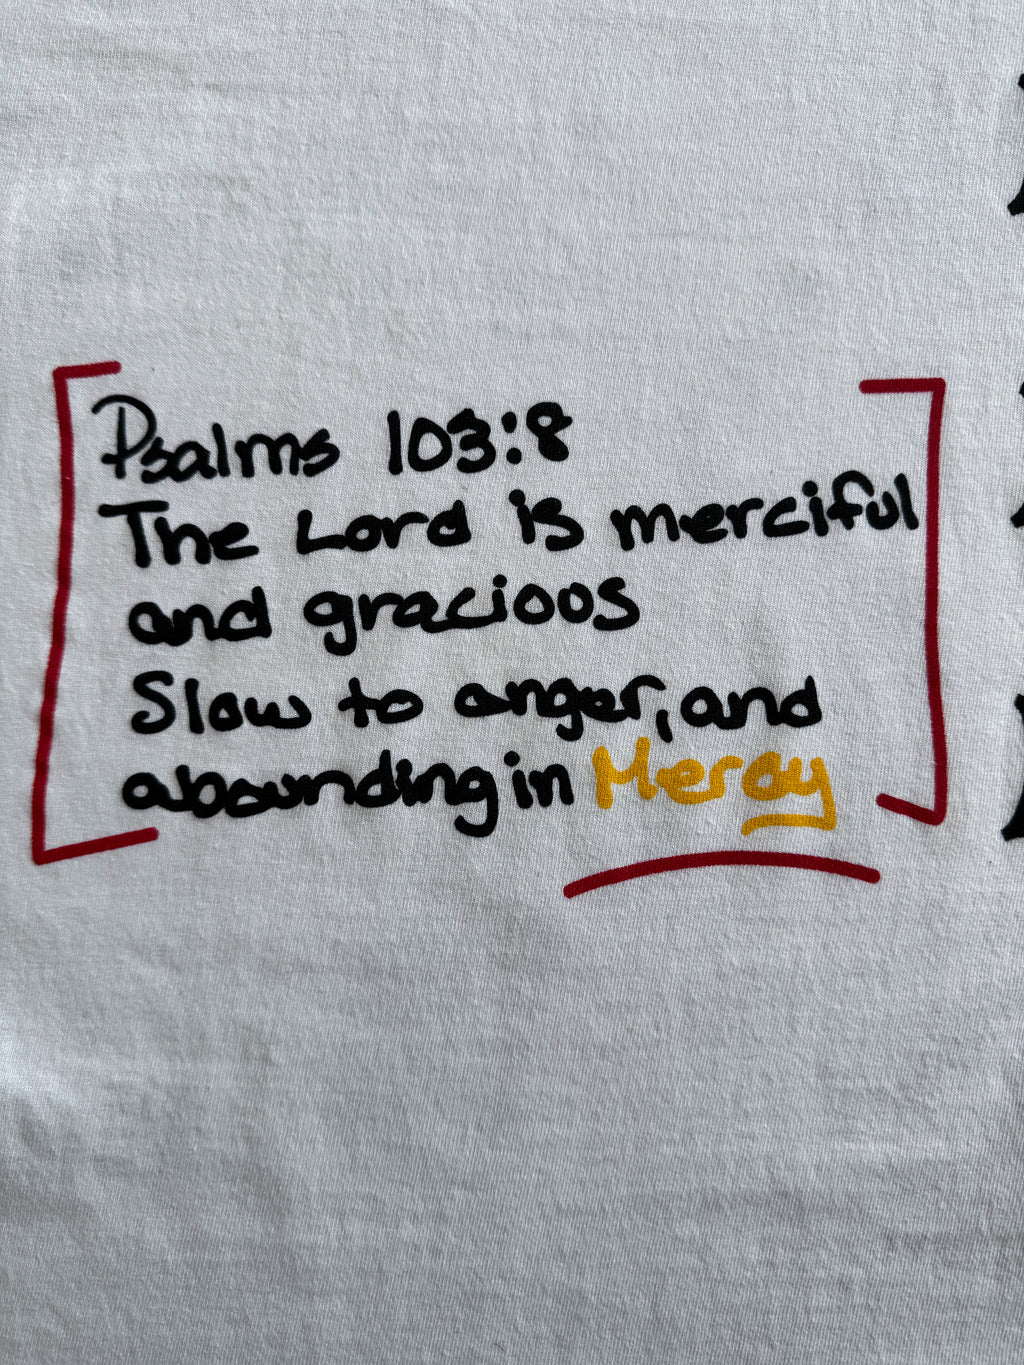 Psalms 103:8
The Lord is merciful
and gracioos
Slow to anger, and
abounding in Mercy